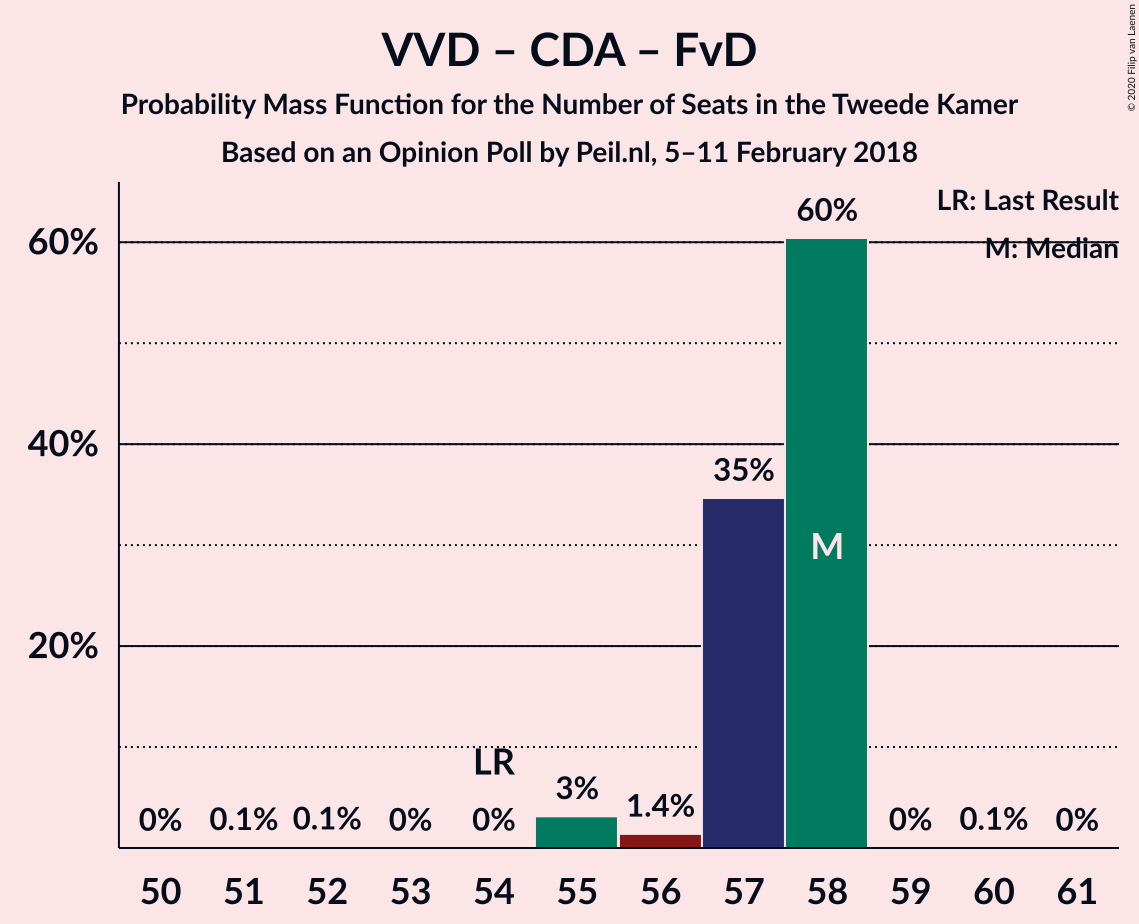 VVD – CDA – FvD
Probability Mass Function for the Number of Seats in the Tweede Kamer
Based on an Opinion Poll by Peil.nl, 5–11 February 2018
© 2020 Filip van Laenen
LR: Last Result
M: Median
60%
40%
20%
0%
0.1%
0.1%
0%
LR
0%
3%
1.4%
35%
60%
M
0%
0.1%
0%
50 51 52 53 54 55 56 57 58 59 60 61